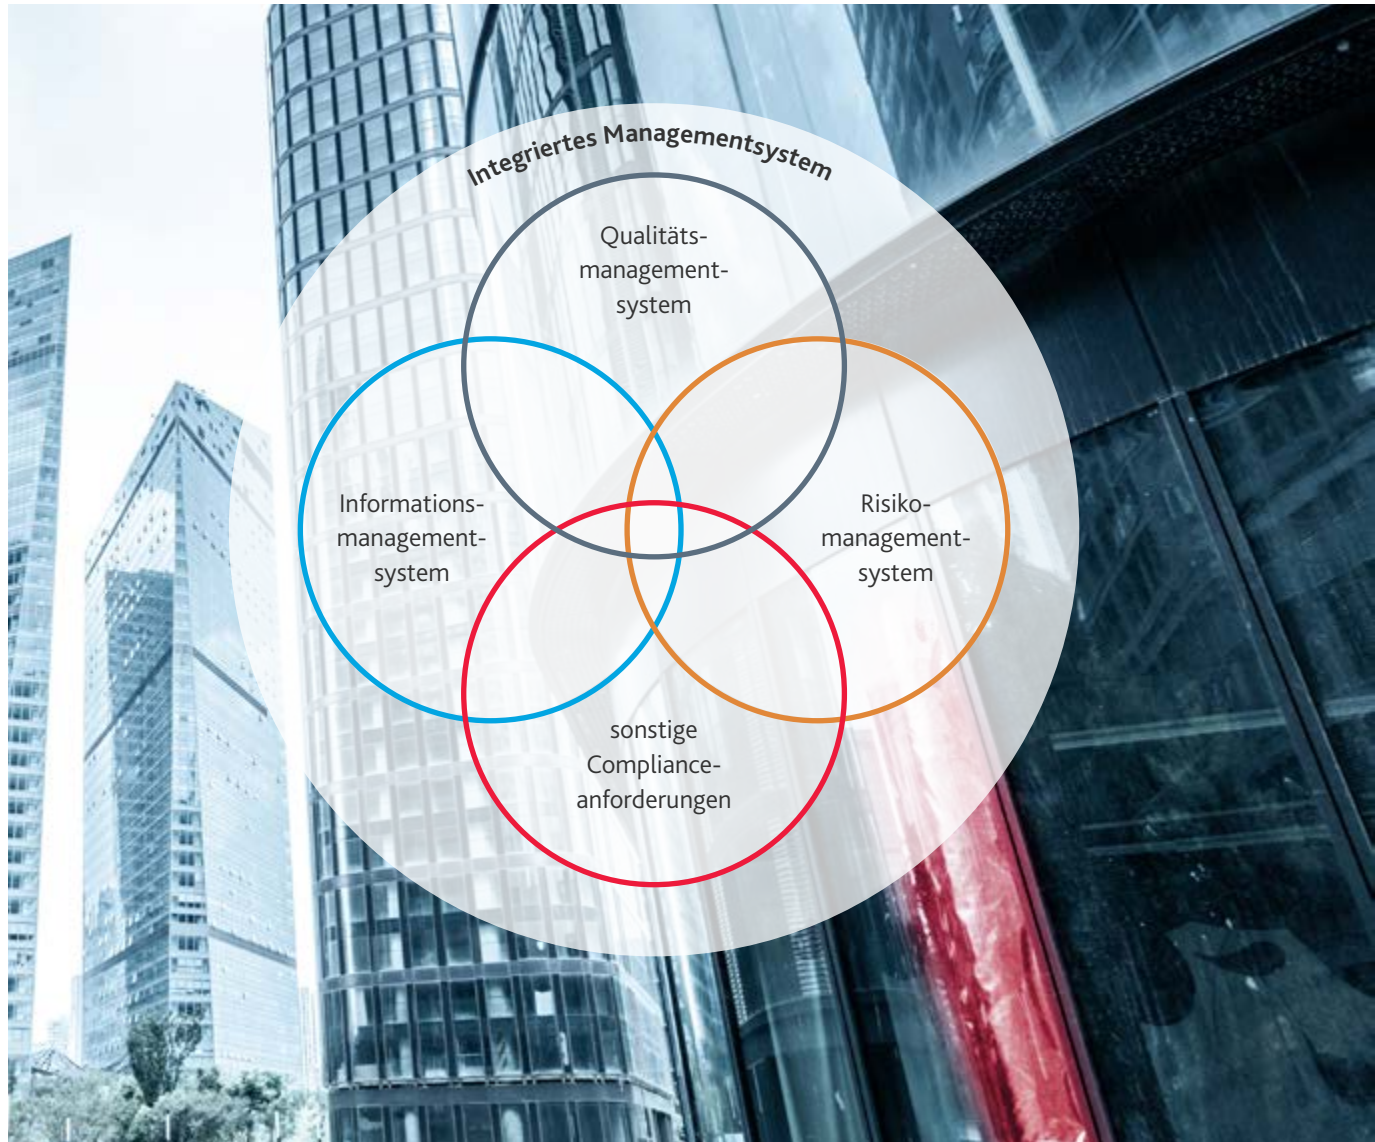 Integriertes Managementsystem
Qualitäts-
management-
system
Informations-
management-
system
Risiko-
management-
system
sonstige
Compliance-
anforderungen